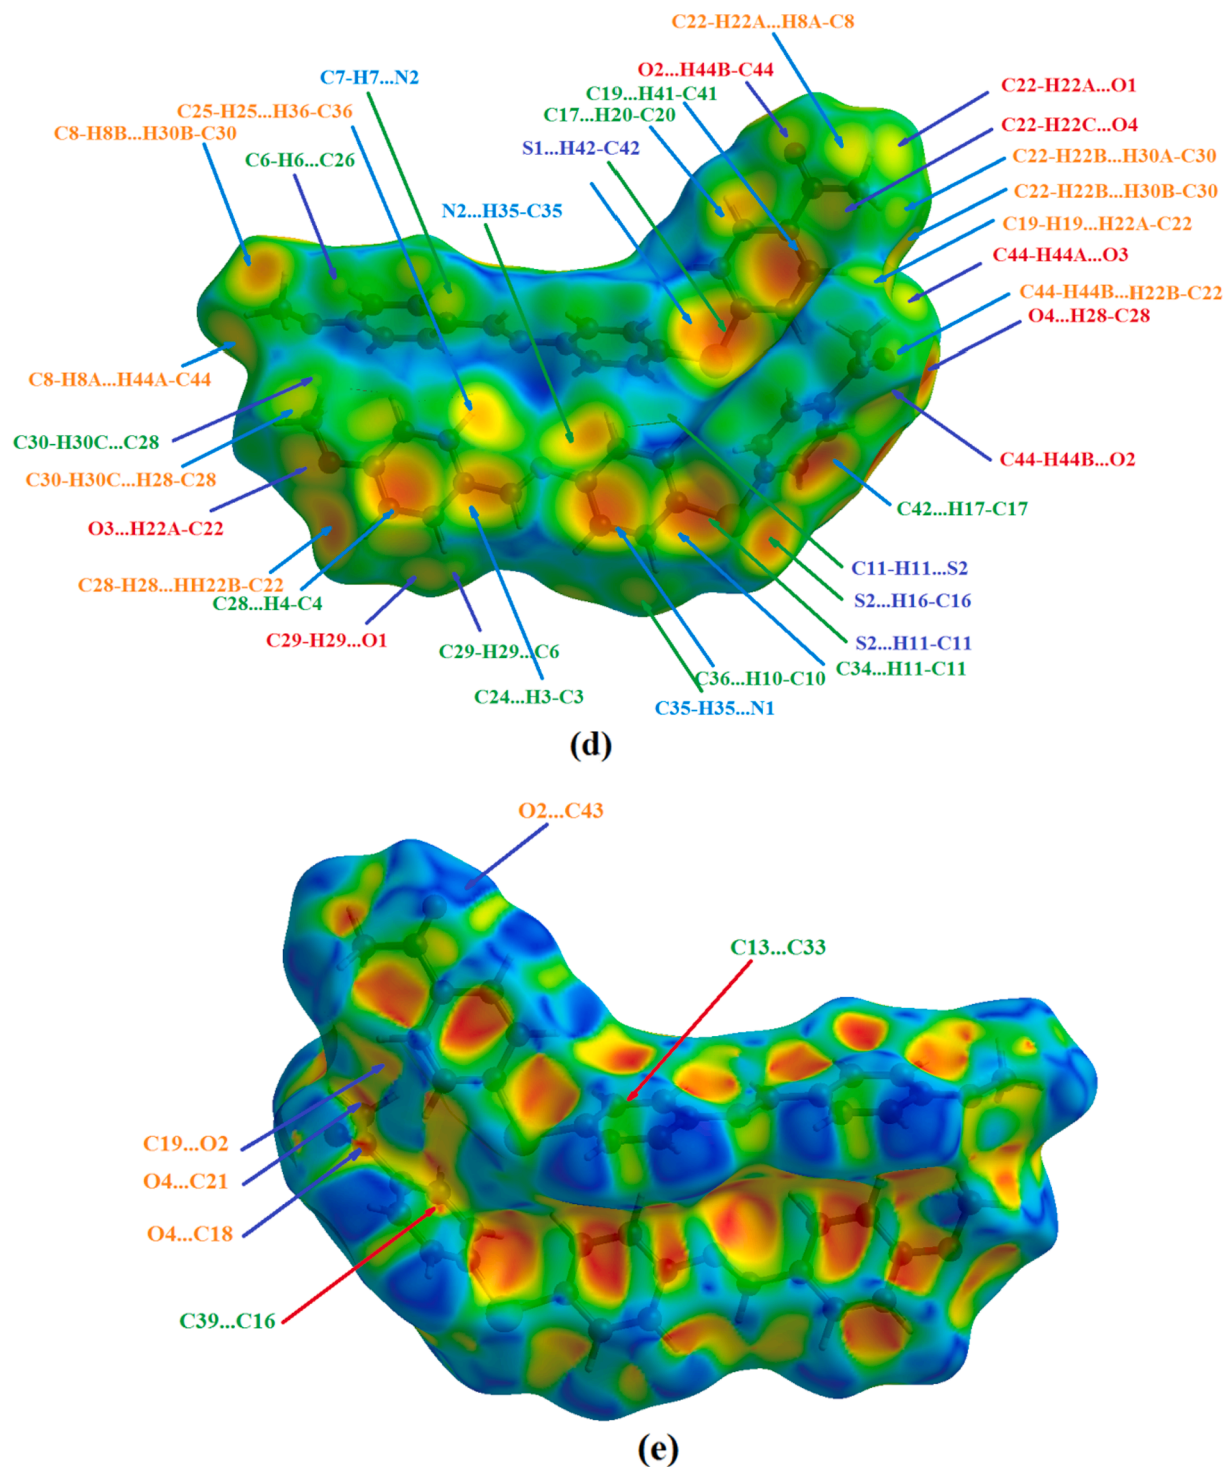 C22-H22A...H8A-C8
O2...H44B-C44
C7-H7...N2
C19...H41-C41
C22-H22A...O1
C25-H25...H36-C36
C17...H20-C20
C8-H8B...H30B-C30
C22-H22C...O4
S1...H42-C42
C6-H6...C26
C22-H22B...H30A-C30
C22-H22B...H30B-C30
N2...H35-C35
C19-H19...H22A-C22
C44-H44A...O3
C44-H44B...H22B-C22
O4...H28-C28
C8-H8A...H44A-C44
C30-H30C...C28
C44-H44B...O2
C30-H30C...H28-C28
C42...H17-C17
O3...H22A-C22
C11-H11...S2
C28-H28...HH22B-C22
C28...H4-C4
S2...H16-C16
C29-H29...O1
S2...H11-C11
C29-H29...C6
C34...H11-C11
C36...H10-C10
C24...H3-C3
C35-H35...N1
(d)
O2...C43
C13...C33
C19...O2
O4...C21
O4...C18
C39...C16
(e)